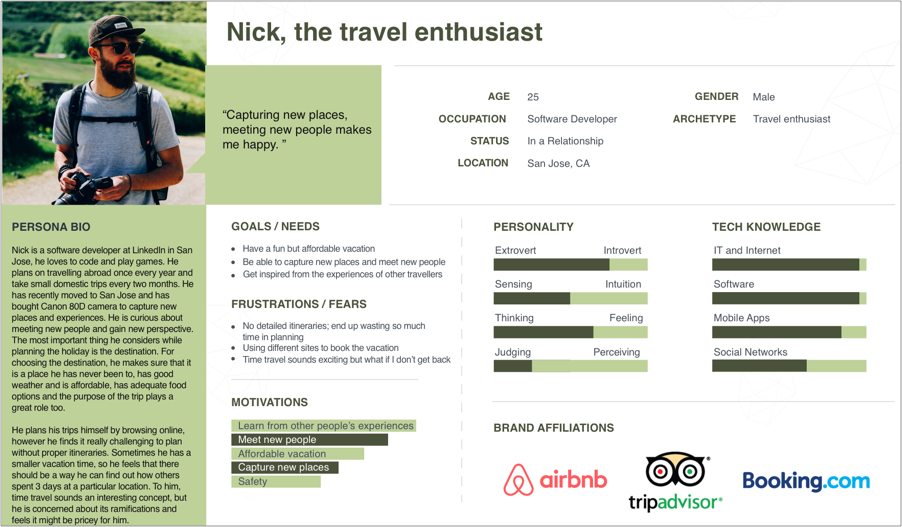 Nick, the travel enthusiast
“Capturing new places,
meeting new people makes
me happy. ”
AGE 25
OCCUPATION Software Developer
STATUS In a Relationship
LOCATION San Jose, CA
GENDER Male
ARCHETYPE Travel enthusiast
PERSONA BIO
Nick is a software developer at LinkedIn in San
Jose, he loves to code and play games. He
plans on travelling abroad once every year and
take small domestic trips every two months. He
has recently moved to San Jose and has
bought Canon 80D camera to capture new
places and experiences. He is curious about
meeting new people and gain new perspective.
The most important thing he considers while
planning the holiday is the destination. For
choosing the destination, he makes sure that it
is a place he has never been to, has good
weather and is affordable, has adequate food
options and the purpose of the trip plays a
great role too.
He plans his trips himself by browsing online,
however he finds it really challenging to plan
without proper itineraries. Sometimes he has a
smaller vacation time, so he feels that there
should be a way he can find out how others
spent 3 days at a particular location. To him,
time travel sounds an interesting concept, but
he is concerned about its ramifications and
feels it might be pricey for him.
GOALS / NEEDS
• Have a fun but affordable vacation
• Be able to capture new places and meet new people
• Get inspired from the experiences of other travellers
FRUSTRATIONS / FEARS
• No detailed itineraries; end up wasting so much
time in planning
• Using different sites to book the vacation
• Time travel sounds exciting but what if I don’t get back
MOTIVATIONS
Learn from other people’s experiences
Meet new people
Affordable vacation
Capture new places
Safety
PERSONALITY
Extrovert Introvert
Sensing Intuition
Thinking Feeling
Judging Perceiving
TECH KNOWLEDGE
IT and Internet
Software
Mobile Apps
Social Networks
BRAND AFFILIATIONS
airbnb
tripadvisor®
Booking.com